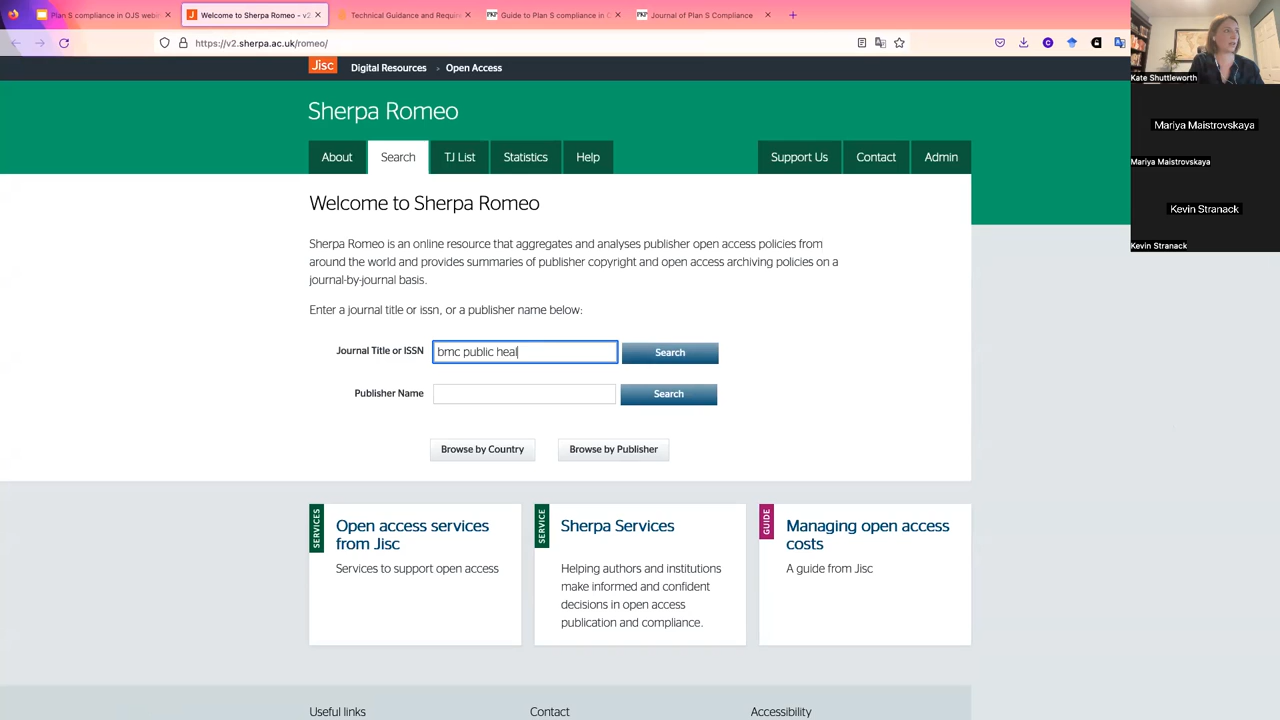 Plan S compliance in OJS webi
Welcome to Sherpa Romeo - v2
Technical Guidance and Require
Guide to Plan S compliance in O
Journal of Plan S Compliance
https://v2.sherpa.ac.uk/romeo/
Jisc
Digital Resources > Open Access
Sherpa Romeo
About
Search
TJ List
Statistics
Help
Support Us
Contact
Admin
Welcome to Sherpa Romeo
Sherpa Romeo is an online resource that aggregates and analyses publisher open access policies from
around the world and provides summaries of publisher copyright and open access archiving policies on a
journal-by-journal basis.
Enter a journal title or issn, or a publisher name below:
Journal Title or ISSN
bmc public heal
Search
Publisher Name
Search
Browse by Country
Browse by Publisher
SERVICES
Open access services
from Jisc
Services to support open access
SERVICE
Sherpa Services
Helping authors and institutions
make informed and confident
decisions in open access
publication and compliance.
GUIDE
Managing open access
costs
A guide from Jisc
Useful links
Contact
Accessibility
Kate Shuttleworth
Mariya Maistrovskaya
Mariya Maistrovskaya
Kevin Stranack
Kevin Stranack